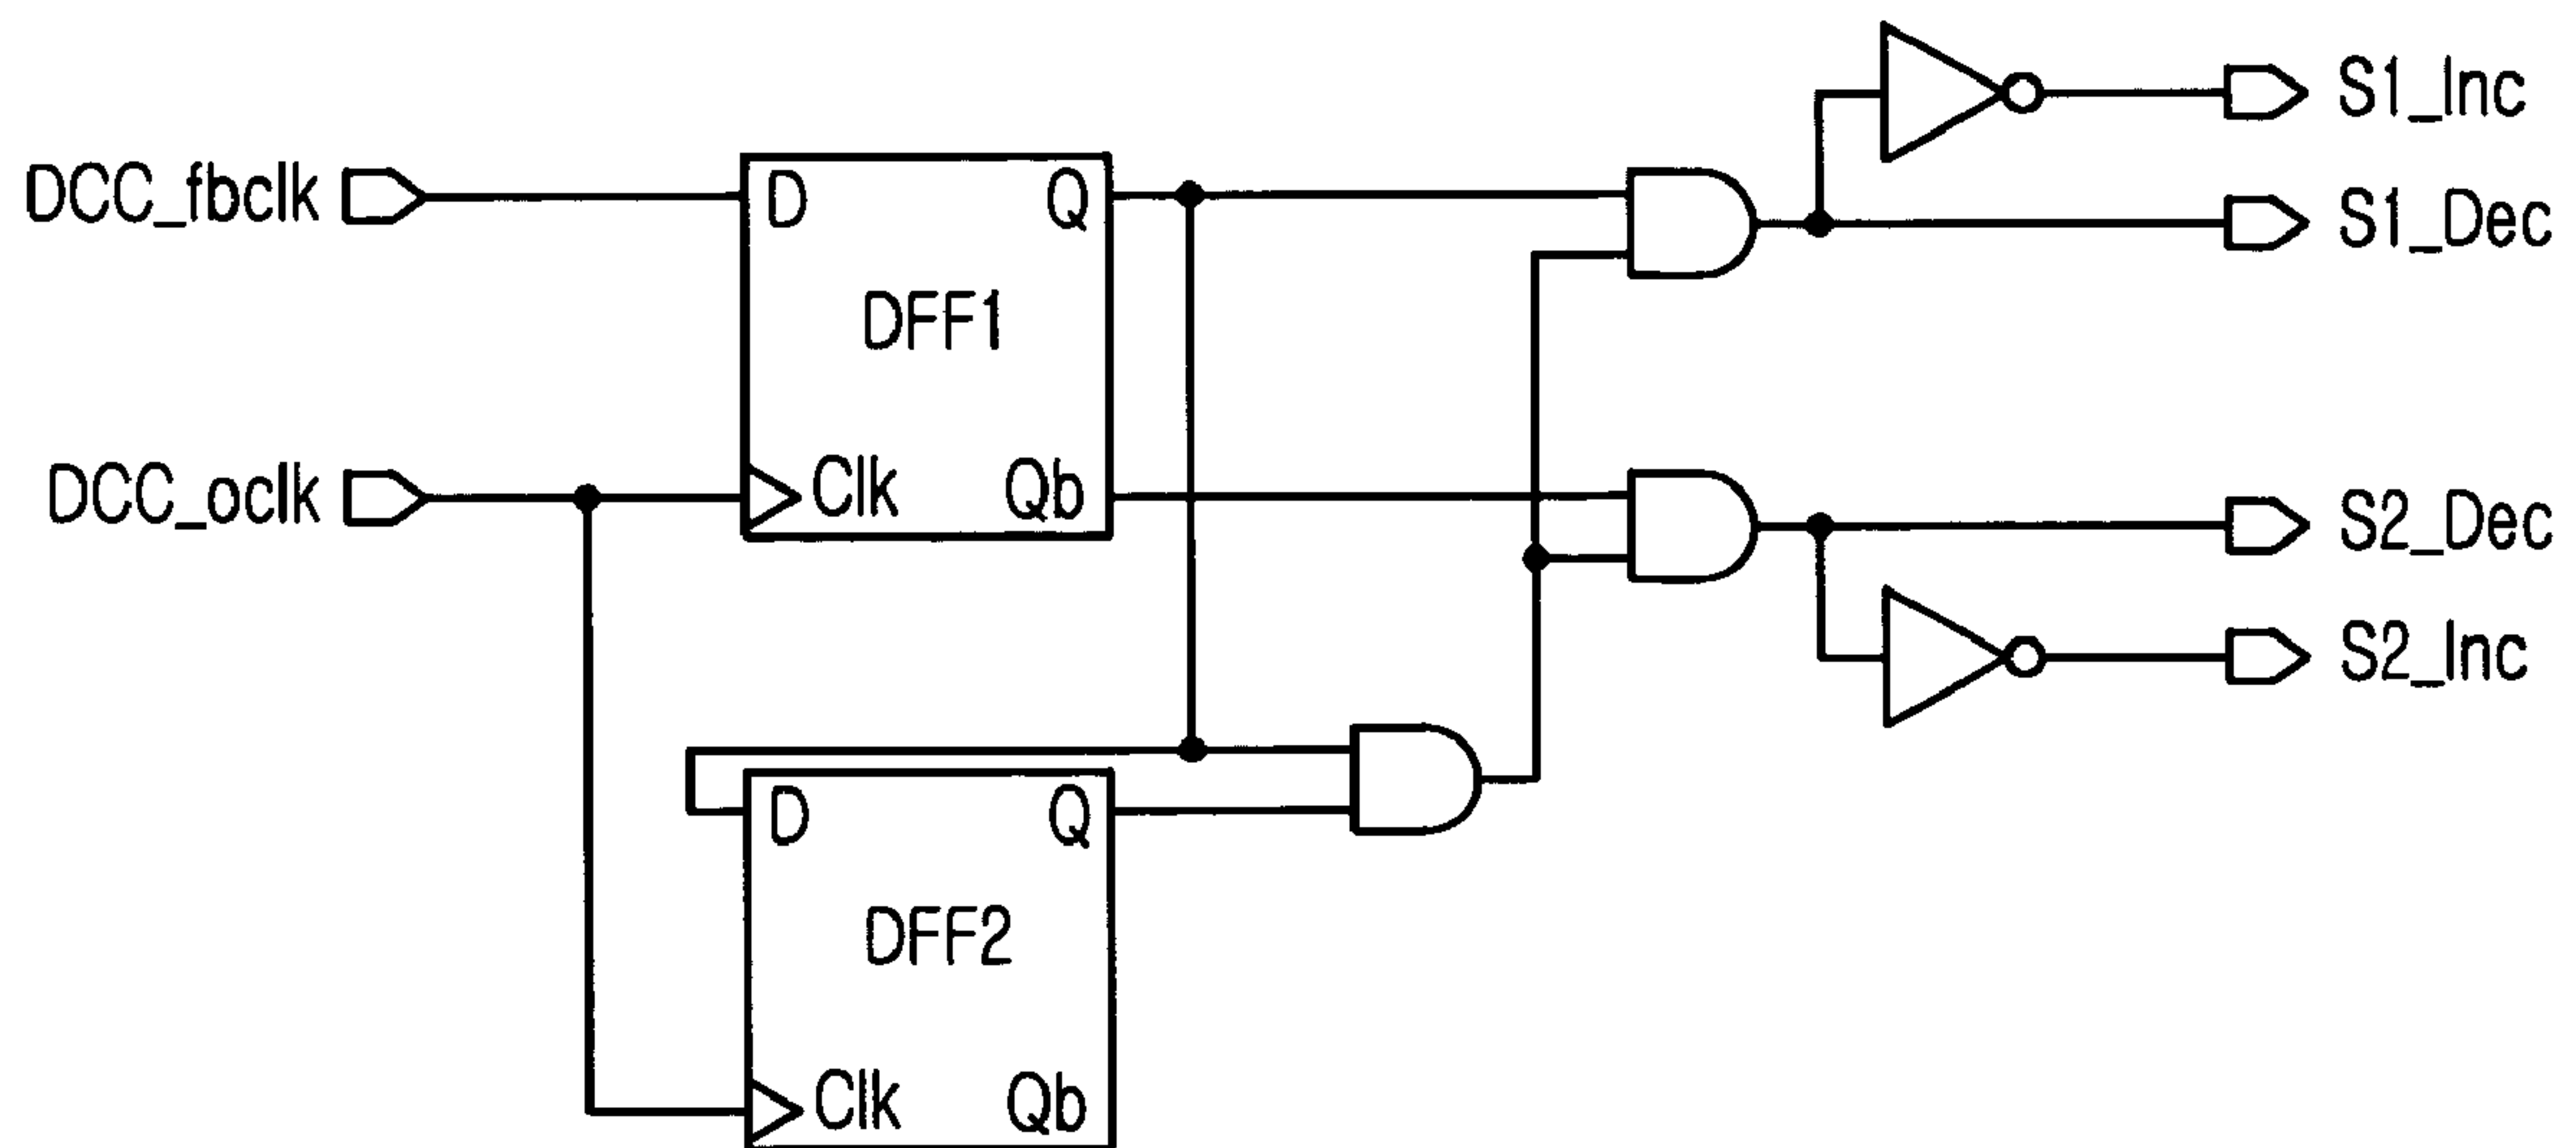 S1_Inc
DCC_fbclk
D
Q
S1_Dec
DFF1
DCC_oclk
Clk
Qb
S2_Dec
S2_Inc
D
Q
DFF2
Clk
Qb